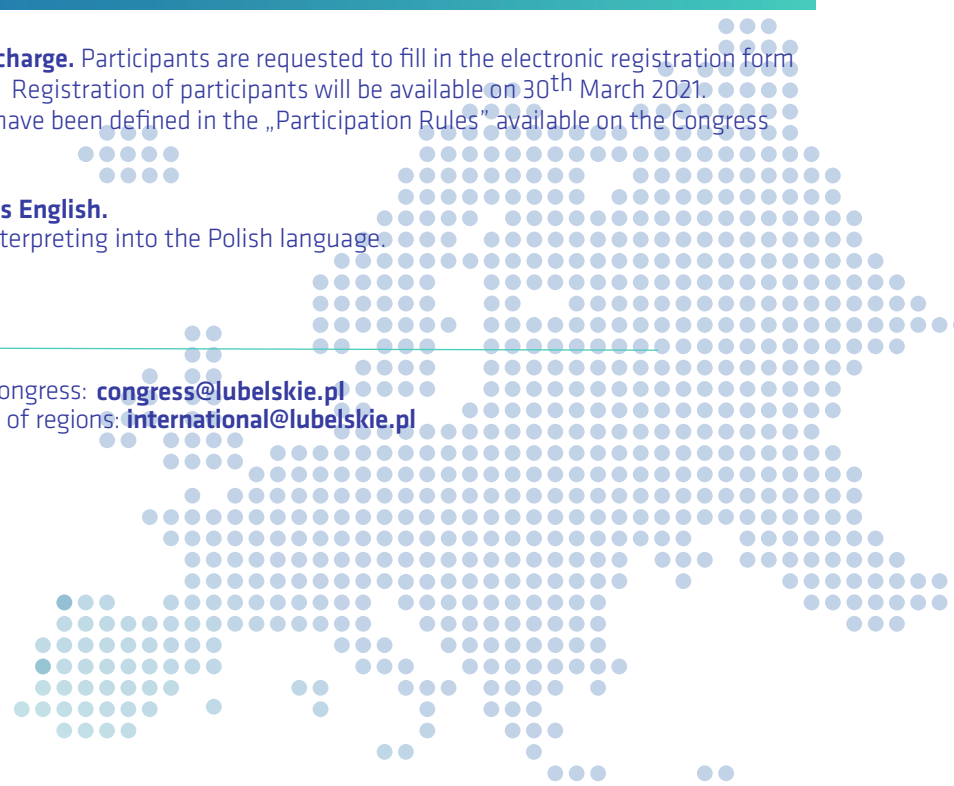 charge. Participants are requested to fill in the electronic registration form
Registration of participants will be available on 30th March 2021.
have been defined in the „Participation Rules” available on the Congress
s English.
terpreting into the Polish language.
ongress: congress@lubelskie.pl
of regions: international@lubelskie.pl